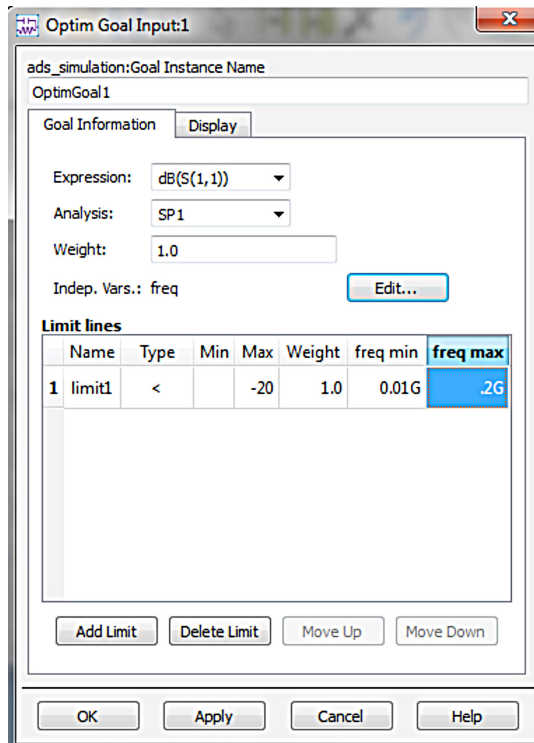 Optim Goal Input:1
ads_simulation:Goal Instance Name
OptimGoal1
Goal Information Display
Expression: dB(S(1,1))
Analysis: SP1
Weight: 1.0
Indep. Vars.: freq Edit...
Limit lines
Name Type Min Max Weight freq min freq max
1 limit1 < -20 1.0 0.01G .2G
Add Limit Delete Limit Move Up Move Down
OK Apply Cancel Help